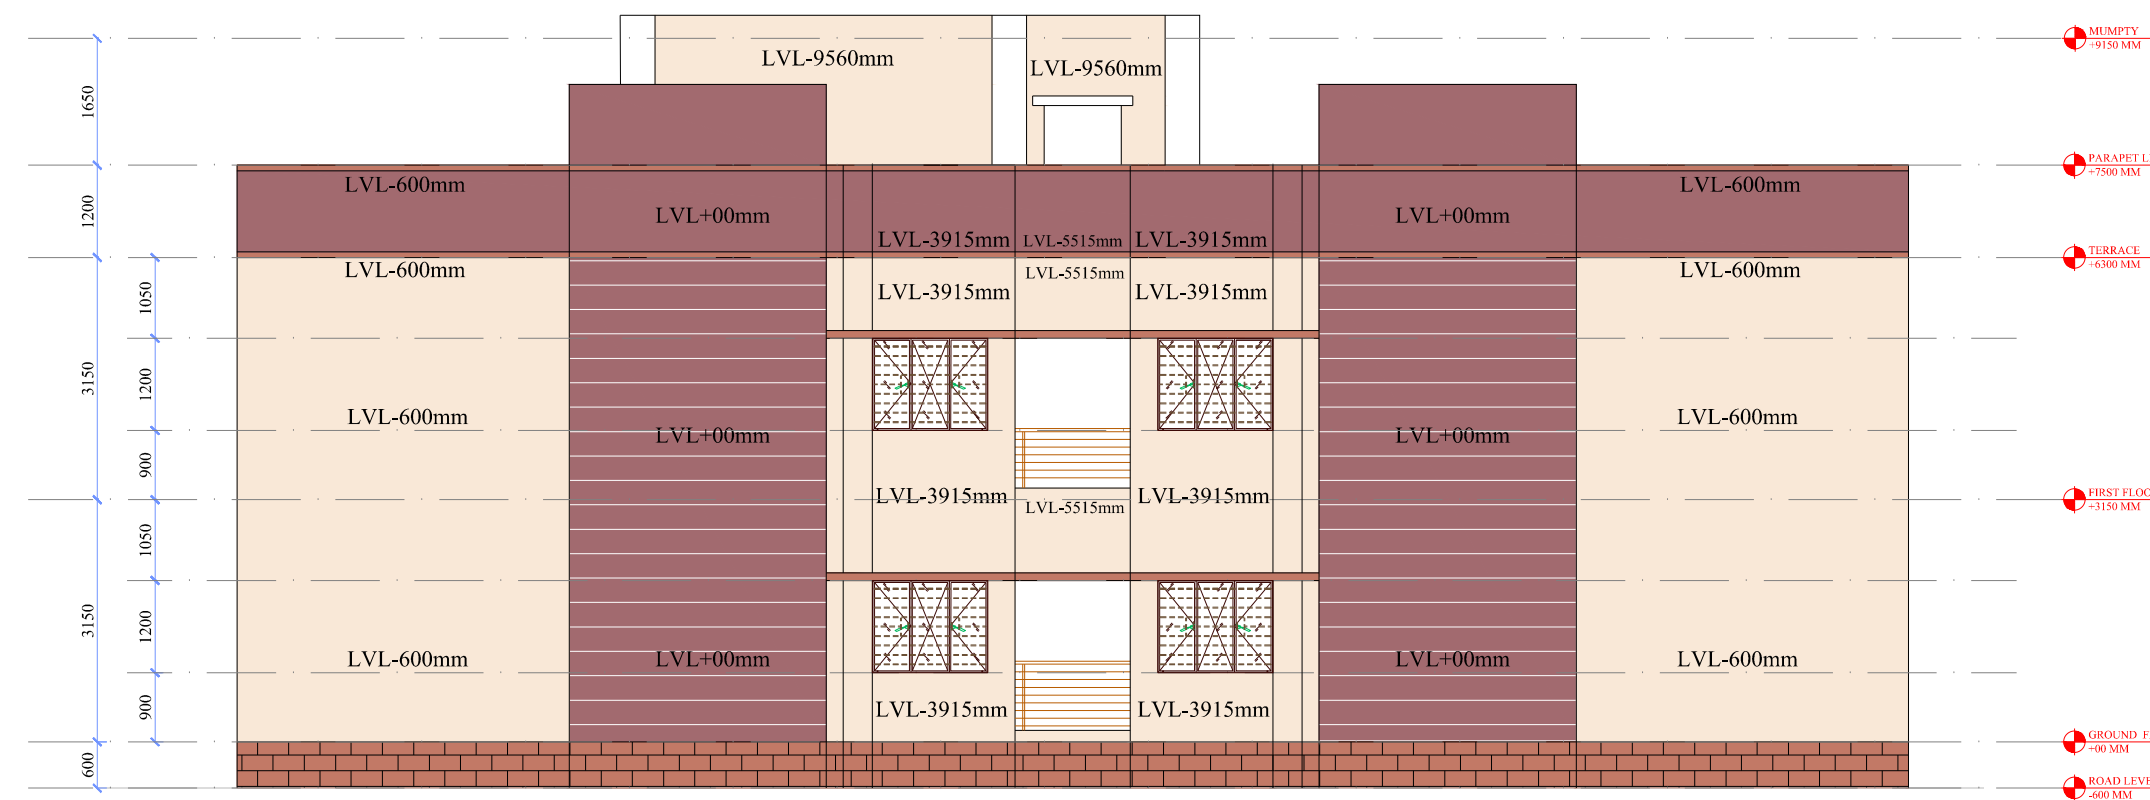 MUMPTY
+9150 MM
LVL-9560mm
LVL-9560mm
1650
PARAPET L
+7500 MM
LVL-600mm
LVL-600mm
1200
LVL+00mm
LVL+00mm
LVL-3915mm
LVL-5515mm
LVL-3915mm
TERRACE
+6300 MM
LVL-600mm
LVL-5515mm
LVL-600mm
1050
LVL-3915mm
LVL-3915mm
3150
1200
LVL-600mm
LVL-600mm
LVL+00mm
LVL+00mm
900
LVL-3915mm
LVL-3915mm
FIRST FLOO
+3150 MM
LVL-5515mm
1050
3150
1200
LVL-600mm
LVL+00mm
LVL+00mm
LVL-600mm
900
LVL-3915mm
LVL-3915mm
GROUND F
+00 MM
600
ROAD LEVE
-600 MM